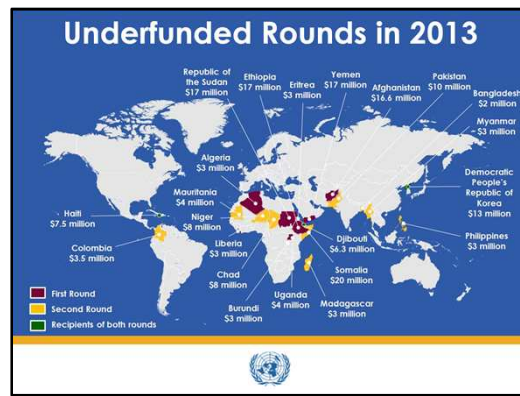 Underfunded Rounds in 2013
Republic of
the Sudan
$17 million
Ethiopia
$17 million
Eritrea
$3 million
Yemen
$17 million
Afghanistan
$16.6 million
Pakistan
$10 million
Bangladesh
$2 million
Myanmar
$3 million
Algeria
$3 million
Mauritania
$4 million
Niger
$8 million
Democratic
People's
Republic of
Korea
$13 million
Haiti
$7.5 million
Colombia
$3.5 million
Liberia
$3 million
Chad
$8 million
Burundi
$3 million
Uganda
$4 million
Madagascar
$3 million
Djibouti
$6.3 million
Somalia
$20 million
Philippines
$3 million
First Round
Second Round
Recipients of both rounds